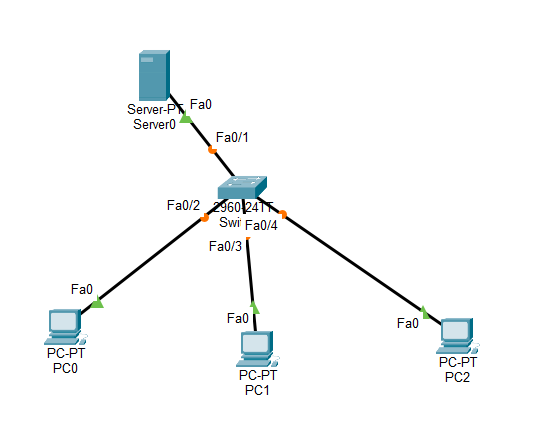 Fa0
Server-PT
Server0
Fa0/1
2960-24TT
Fa0/2
Fa0/4
Fa0/3
Fa0
PC-PT
PC0
Fa0
PC-PT
PC1
Fa0
PC-PT
PC2